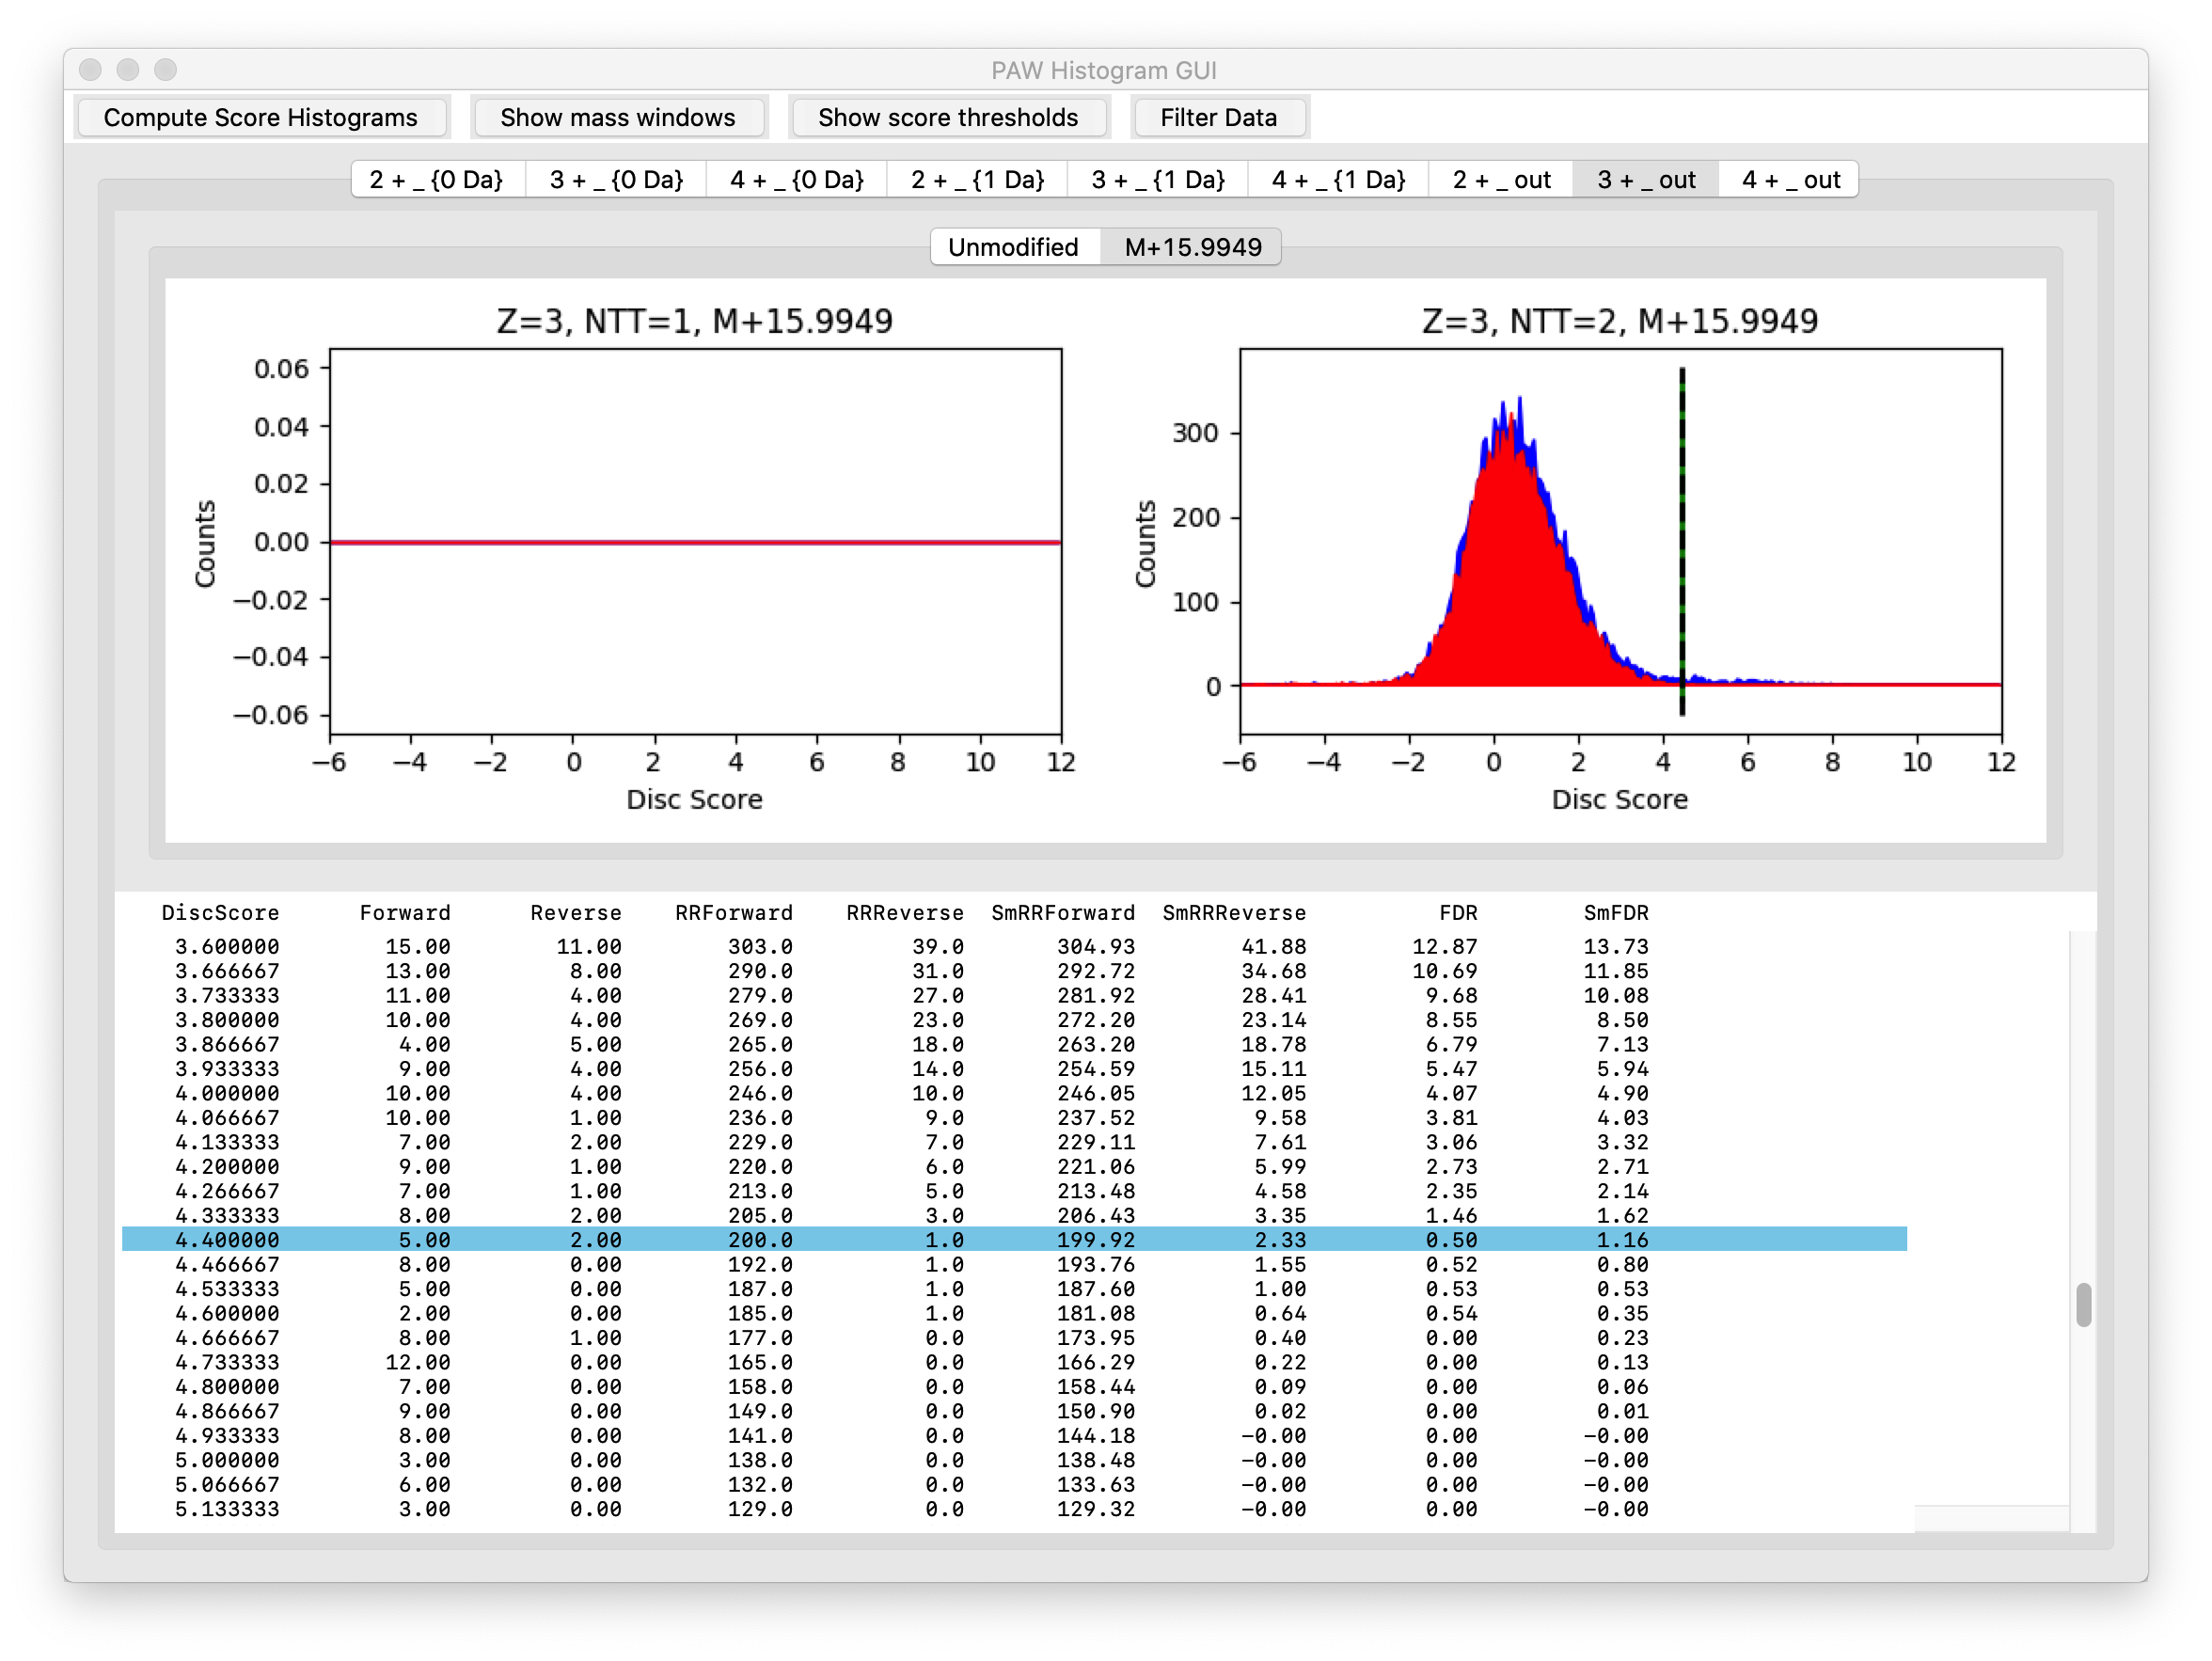 PAW Histogram GUI
Compute Score Histograms Show mass windows Show score thresholds Filter Data
2 + _ {0 Da} 3 + _ {0 Da} 4 + _ {0 Da} 2 + _ {1 Da} 3 + _ {1 Da} 4 + _ {1 Da} 2 + _ out 3 + _ out 4 + _ out
Unmodified M+15.9949
Z=3, NTT=1, M+15.9949
0.06
0.04
0.02
0.00
−0.02
−0.04
−0.06
Counts
−6 −4 −2 0 2 4 6 8 10 12
Disc Score
Z=3, NTT=2, M+15.9949
300
200
100
0
Counts
−6 −4 −2 0 2 4 6 8 10 12
Disc Score
DiscScore Forward Reverse RRForward RRReverse SmRRForward SmRRReverse FDR SmFDR
3.600000 15.00 11.00 303.0 39.0 304.93 41.88 12.87 13.73
3.666667 13.00 8.00 290.0 31.0 292.72 34.68 10.69 11.85
3.733333 11.00 4.00 279.0 27.0 281.92 28.41 9.68 10.08
3.800000 10.00 4.00 269.0 23.0 272.20 23.14 8.55 8.50
3.866667 4.00 5.00 265.0 18.0 263.20 18.78 6.79 7.13
3.933333 9.00 4.00 256.0 14.0 254.59 15.11 5.47 5.94
4.000000 10.00 4.00 246.0 10.0 246.05 12.05 4.07 4.90
4.066667 10.00 1.00 236.0 9.0 237.52 9.58 3.81 4.03
4.133333 7.00 2.00 229.0 7.0 229.11 7.61 3.06 3.32
4.200000 9.00 1.00 220.0 6.0 221.06 5.99 2.73 2.71
4.266667 7.00 1.00 213.0 5.0 213.48 4.58 2.35 2.14
4.333333 8.00 2.00 205.0 3.0 206.43 3.35 1.46 1.62
4.400000 5.00 2.00 200.0 1.0 199.92 2.33 0.50 1.16
4.466667 8.00 0.00 192.0 1.0 193.76 1.55 0.52 0.80
4.533333 5.00 0.00 187.0 1.0 187.60 1.00 0.53 0.53
4.600000 2.00 0.00 185.0 1.0 181.08 0.64 0.54 0.35
4.666667 8.00 1.00 177.0 0.0 173.95 0.40 0.00 0.23
4.733333 12.00 0.00 165.0 0.0 166.29 0.22 0.00 0.13
4.800000 7.00 0.00 158.0 0.0 158.44 0.09 0.00 0.06
4.866667 9.00 0.00 149.0 0.0 150.90 0.02 0.00 0.01
4.933333 8.00 0.00 141.0 0.0 144.18 −0.00 0.00 −0.00
5.000000 3.00 0.00 138.0 0.0 138.48 −0.00 0.00 −0.00
5.066667 6.00 0.00 132.0 0.0 133.63 −0.00 0.00 −0.00
5.133333 3.00 0.00 129.0 0.0 129.32 −0.00 0.00 −0.00